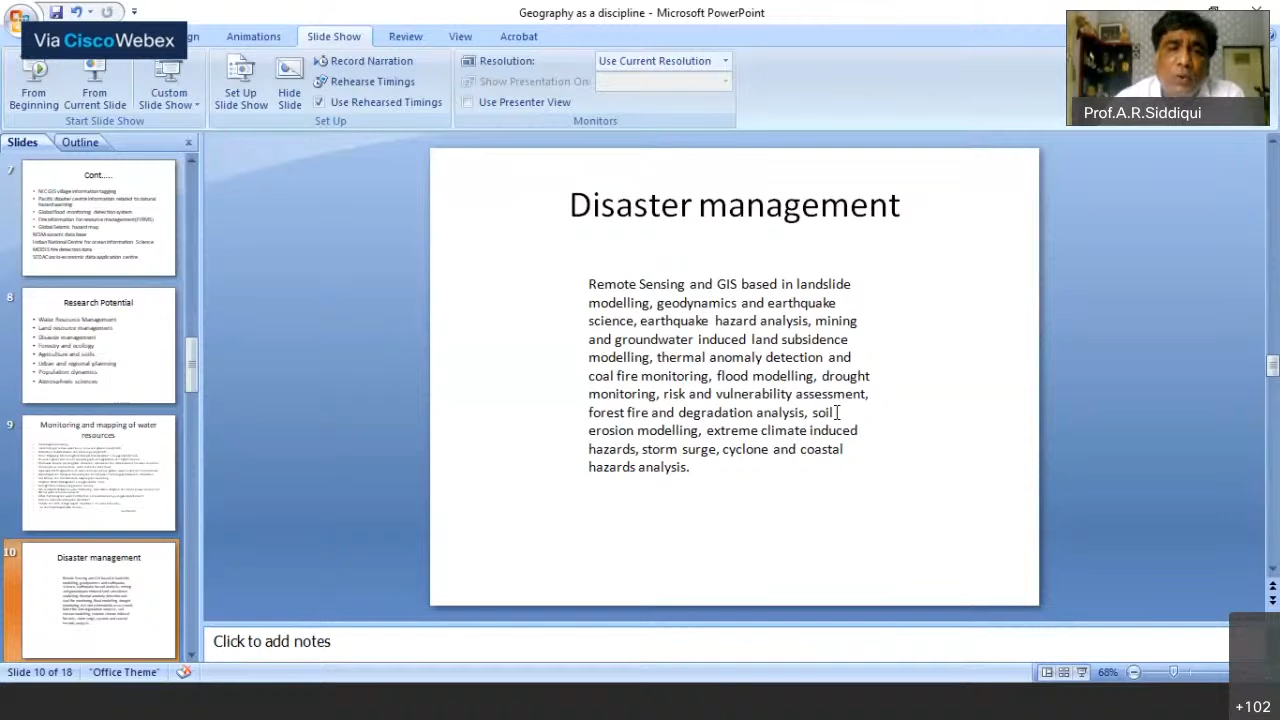 Geography as a discipline - Microsoft PowerPoint
Via Cisco Webex
Animations
Slide Show
Review
View
Acrobat
From Beginning
From Current Slide
Custom Slide Show
Start Slide Show
Set Up Slide Show
Hide Slide
Record Narration
Rehearse Timings
Use Rehearsed Timings
Set Up
Resolution:
Use Current Resolution
Show Presentation On:
Use Presenter View
Monitors
Prof.A.R.Siddiqui
Slides
Outline
7
Cont.....
8
Research Potential
Water Resource Management
Land resource management
Disaster management
Forestry and ecology
Agriculture and soils
Urban and regional planning
Population dynamics
Atmospheric sciences
9
Monitoring and mapping of water
resources
10
Disaster management
Disaster management
Remote Sensing and GIS based in landslide
modelling, geodynamics and earthquake
science, earthquake hazard analysis, mining
and groundwater induced land subsidence
modelling, thermal anomaly detection and
coal fire monitoring, flood modelling, drought
monitoring, risk and vulnerability assessment,
forest fire and degradation analysis, soil
erosion modelling, extreme climate induced
hazards, storm surge, cyclone and coastal
hazards analysis.
Click to add notes
Slide 10 of 18
"Office Theme"
68%
+102